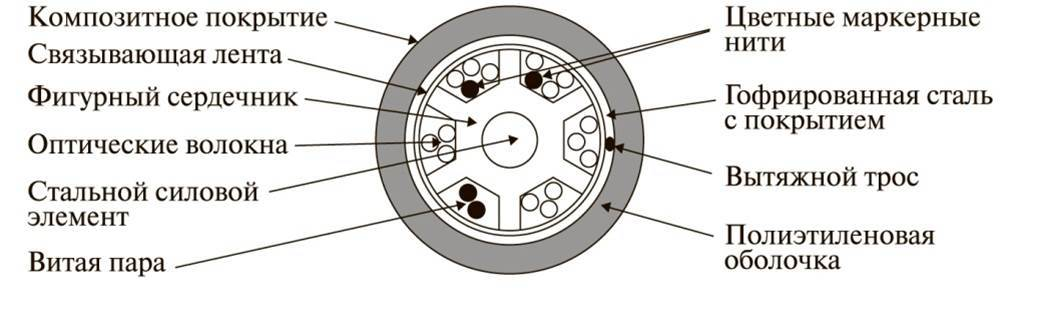 Композитное покрытие
Связывающая лента
Фигурный сердечник
Оптические волокна
Стальной силовой
элемент
Витая пара
Цветные маркерные
нити
Гофрированная сталь
с покрытием
Вытяжной трос
Полиэтиленовая
оболочка